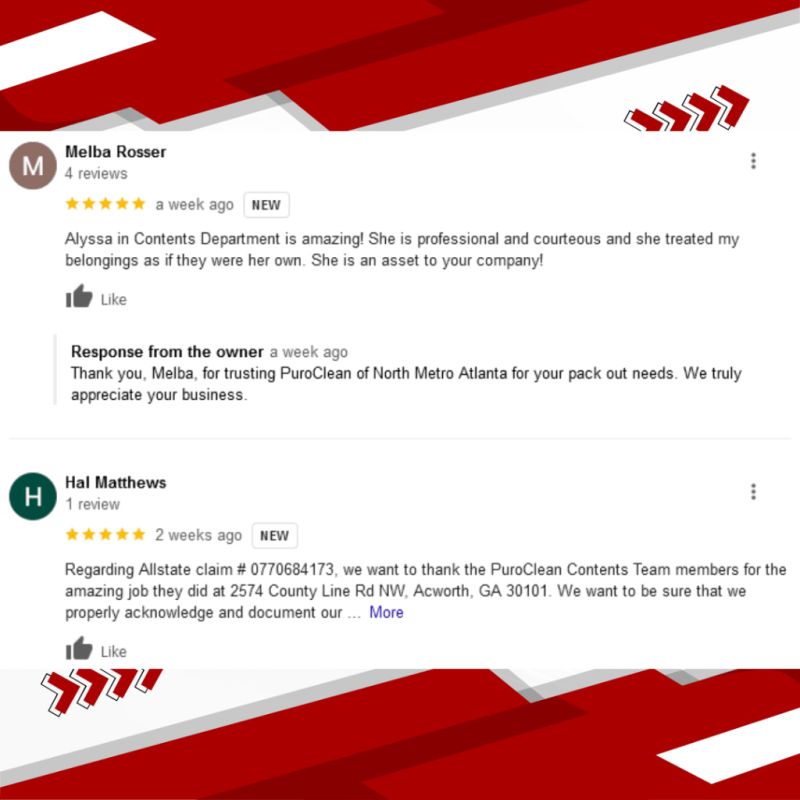 M
Melba Rosser
4 reviews
a week ago NEW
Alyssa in Contents Department is amazing! She is professional and courteous and she treated my
belongings as if they were her own. She is an asset to your company!
Like
Response from the owner a week ago
Thank you, Melba, for trusting PuroClean of North Metro Atlanta for your pack out needs. We truly
appreciate your business.
H
Hal Matthews
1 review
2 weeks ago NEW
Regarding Allstate claim # 0770684173, we want to thank the PuroClean Contents Team members for the
amazing job they did at 2574 County Line Rd NW, Acworth, GA 30101. We want to be sure that we
properly acknowledge and document our ... More
Like